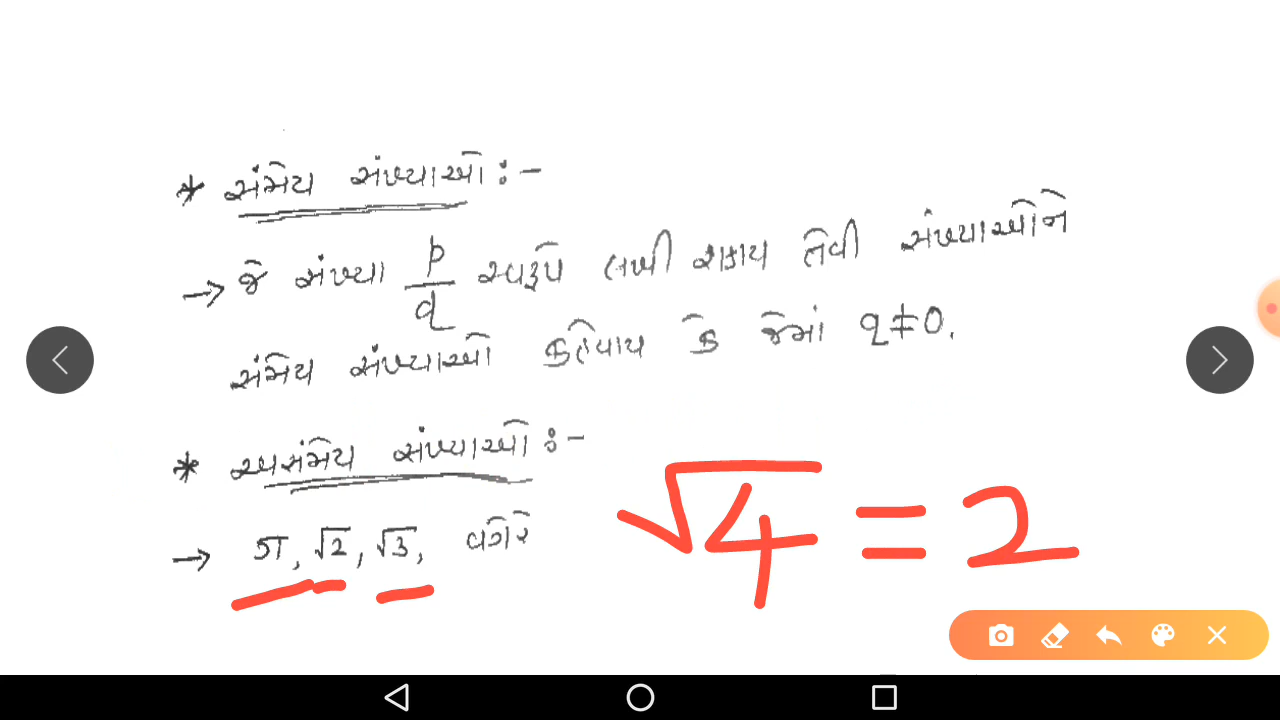 * સંમેય સંખ્યાઓ :-
→ જે સંખ્યા p/q સ્વરૂપે લખી શકાય તેવી સંખ્યાઓને
સંમેય સંખ્યાઓ કહેવાય કે જેમાં q ≠ 0.
* અસંમેય સંખ્યાઓ :-
→ π, √2, √3, વગેરે
√4 = 2